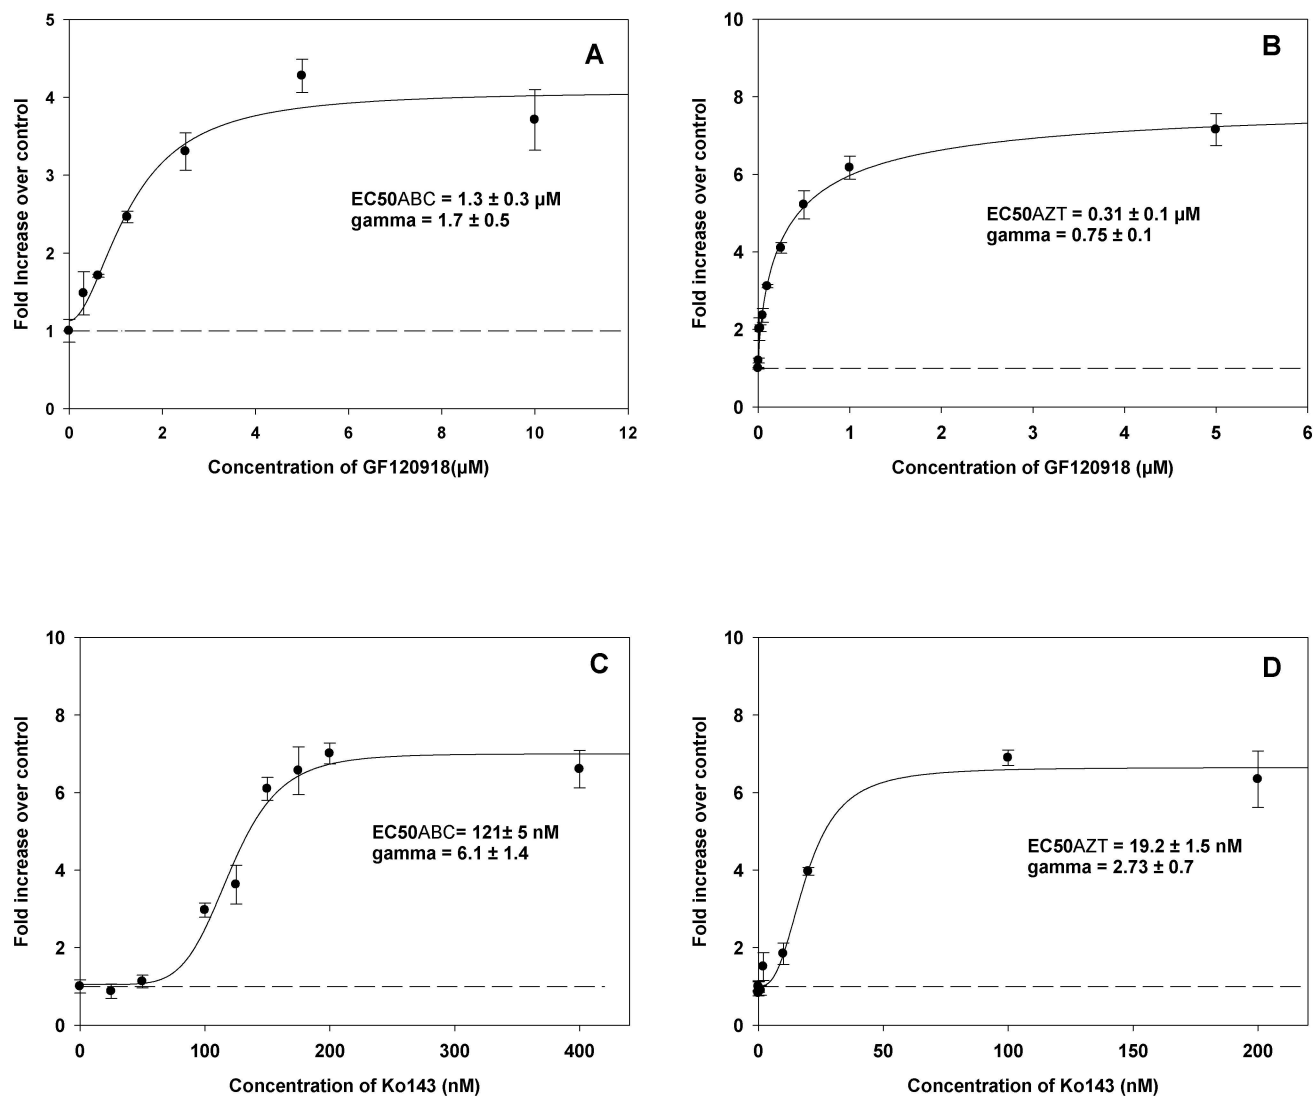 A
Fold Increase over control
5
4
3
2
1
0
EC50ABC = 1.3 ± 0.3 µM
gamma = 1.7 ± 0.5
0 2 4 6 8 10 12
Concentration of GF120918(µM)
B
Fold increase over control
10
8
6
4
2
0
EC50AZT = 0.31 ± 0.1 µM
gamma = 0.75 ± 0.1
0 1 2 3 4 5 6
Concentration of GF120918 (µM)
C
Fold increase over control
10
8
6
4
2
0
EC50ABC= 121± 5 nM
gamma = 6.1 ± 1.4
0 100 200 300 400
Concentration of Ko143 (nM)
D
Fold increase over control
10
8
6
4
2
0
EC50AZT = 19.2 ± 1.5 nM
gamma = 2.73 ± 0.7
0 50 100 150 200
Concentration of Ko143 (nM)